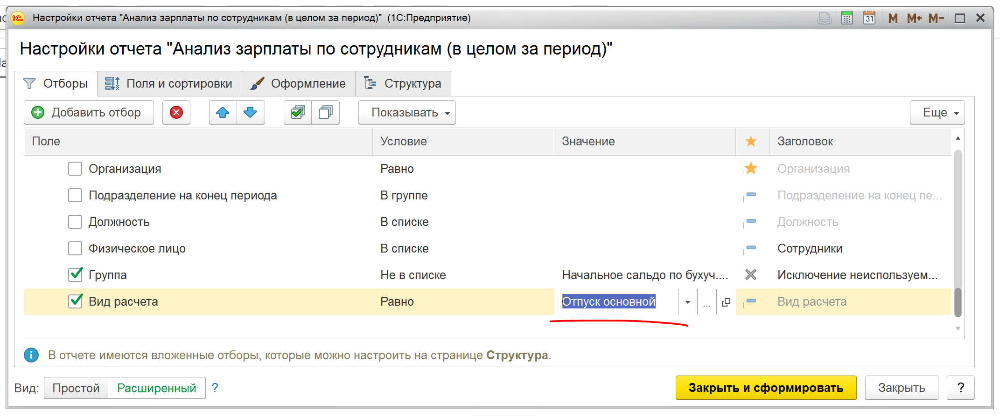 Настройки отчета "Анализ зарплаты по сотрудникам (в целом за период)" (1С:Предприятие)
31 M M+ M-
Настройки отчета "Анализ зарплаты по сотрудникам (в целом за период)"
Отборы Поля и сортировки Оформление Структура
Добавить отбор Показывать Еще
Поле Условие Значение Заголовок
Организация Равно Организация
Подразделение на конец периода В группе Подразделение на конец пе...
Должность В списке Должность
Физическое лицо В списке Сотрудники
Группа Не в списке Начальное сальдо по бухуч.... Исключение неиспользуем...
Вид расчета Равно Отпуск основной ... Вид расчета
В отчете имеются вложенные отборы, которые можно настроить на странице Структура.
Вид: Простой Расширенный ? Закрыть и сформировать Закрыть ?